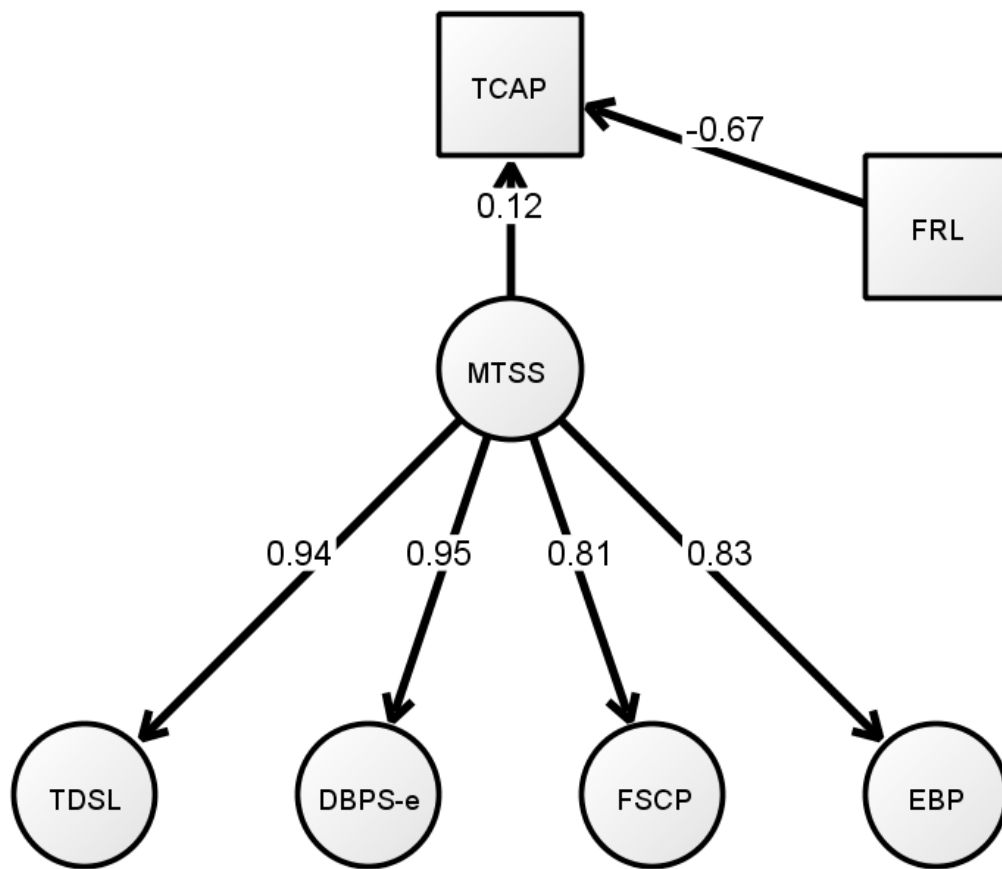 TCAP
-0.67
0.12
FRL
MTSS
0.94
0.95
0.81
0.83
TDSL
DBPS-e
FSCP
EBP